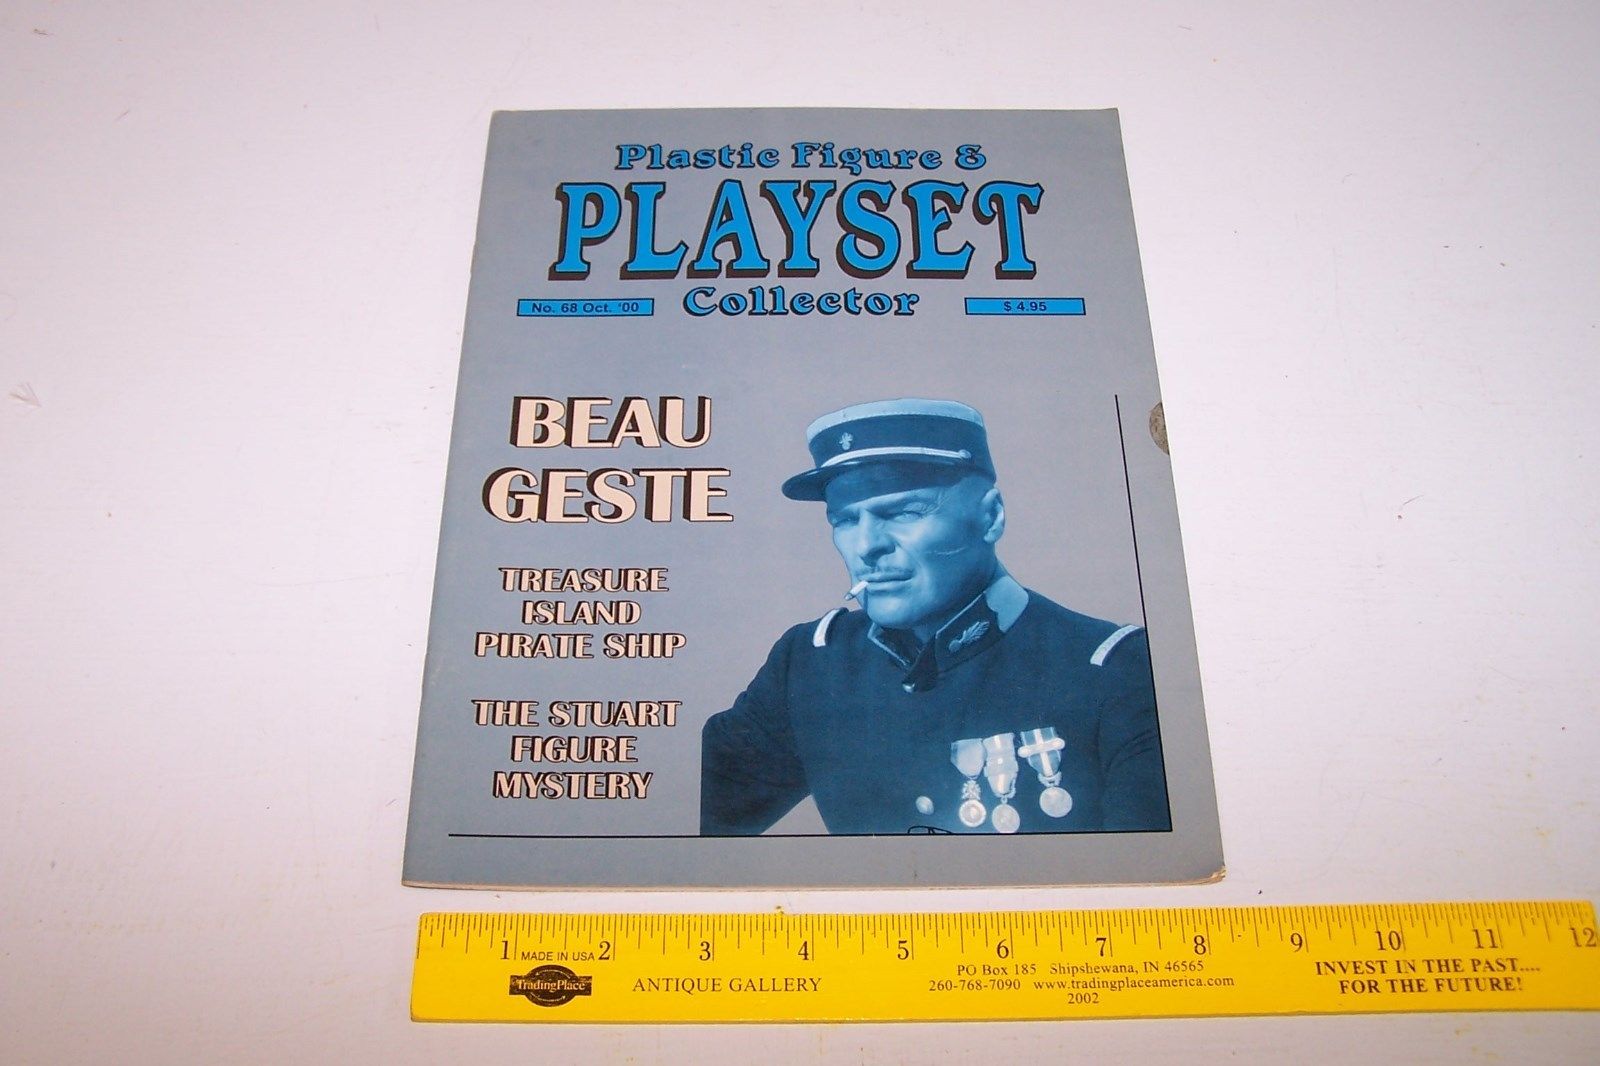 Plastic Figure &
PLAYSET
No. 68 Oct. '00
Collector
$ 4.95
BEAU
GESTE
TREASURE
ISLAND
PIRATE SHIP
THE STUART
FIGURE
MYSTERY
1 2 3 4 5 6 7 8 9 10 11 12
MADE IN USA
TradingPlace
ANTIQUE GALLERY
PO Box 185 Shipshewana, IN 46565
260-768-7090 www.tradingplaceamerica.com
2002
INVEST IN THE PAST....
FOR THE FUTURE!